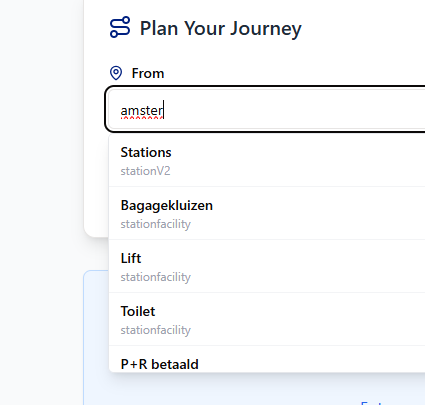 Plan Your Journey
From
amster
Stations
stationV2
Bagagekluizen
stationfacility
Lift
stationfacility
Toilet
stationfacility
P+R betaald